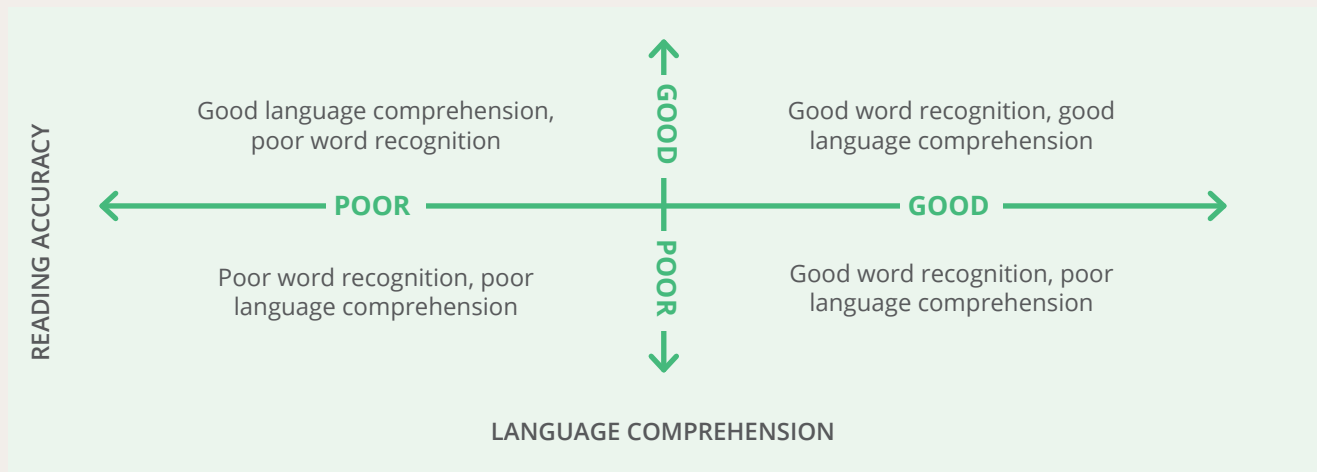 GOOD
Good language comprehension,
poor word recognition
Good word recognition, good
language comprehension
READING ACCURACY
POOR
GOOD
POOR
Poor word recognition, poor
language comprehension
Good word recognition, poor
language comprehension
LANGUAGE COMPREHENSION